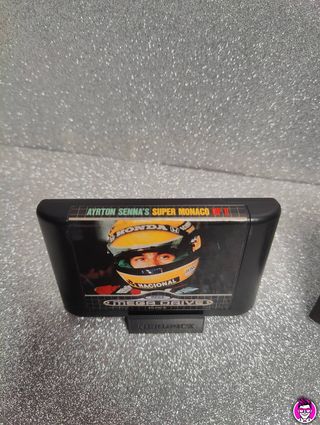 AYRTON SENNA'S SUPER MONACO GP II
HONDA
NACIONAL
MEGA DRIVE